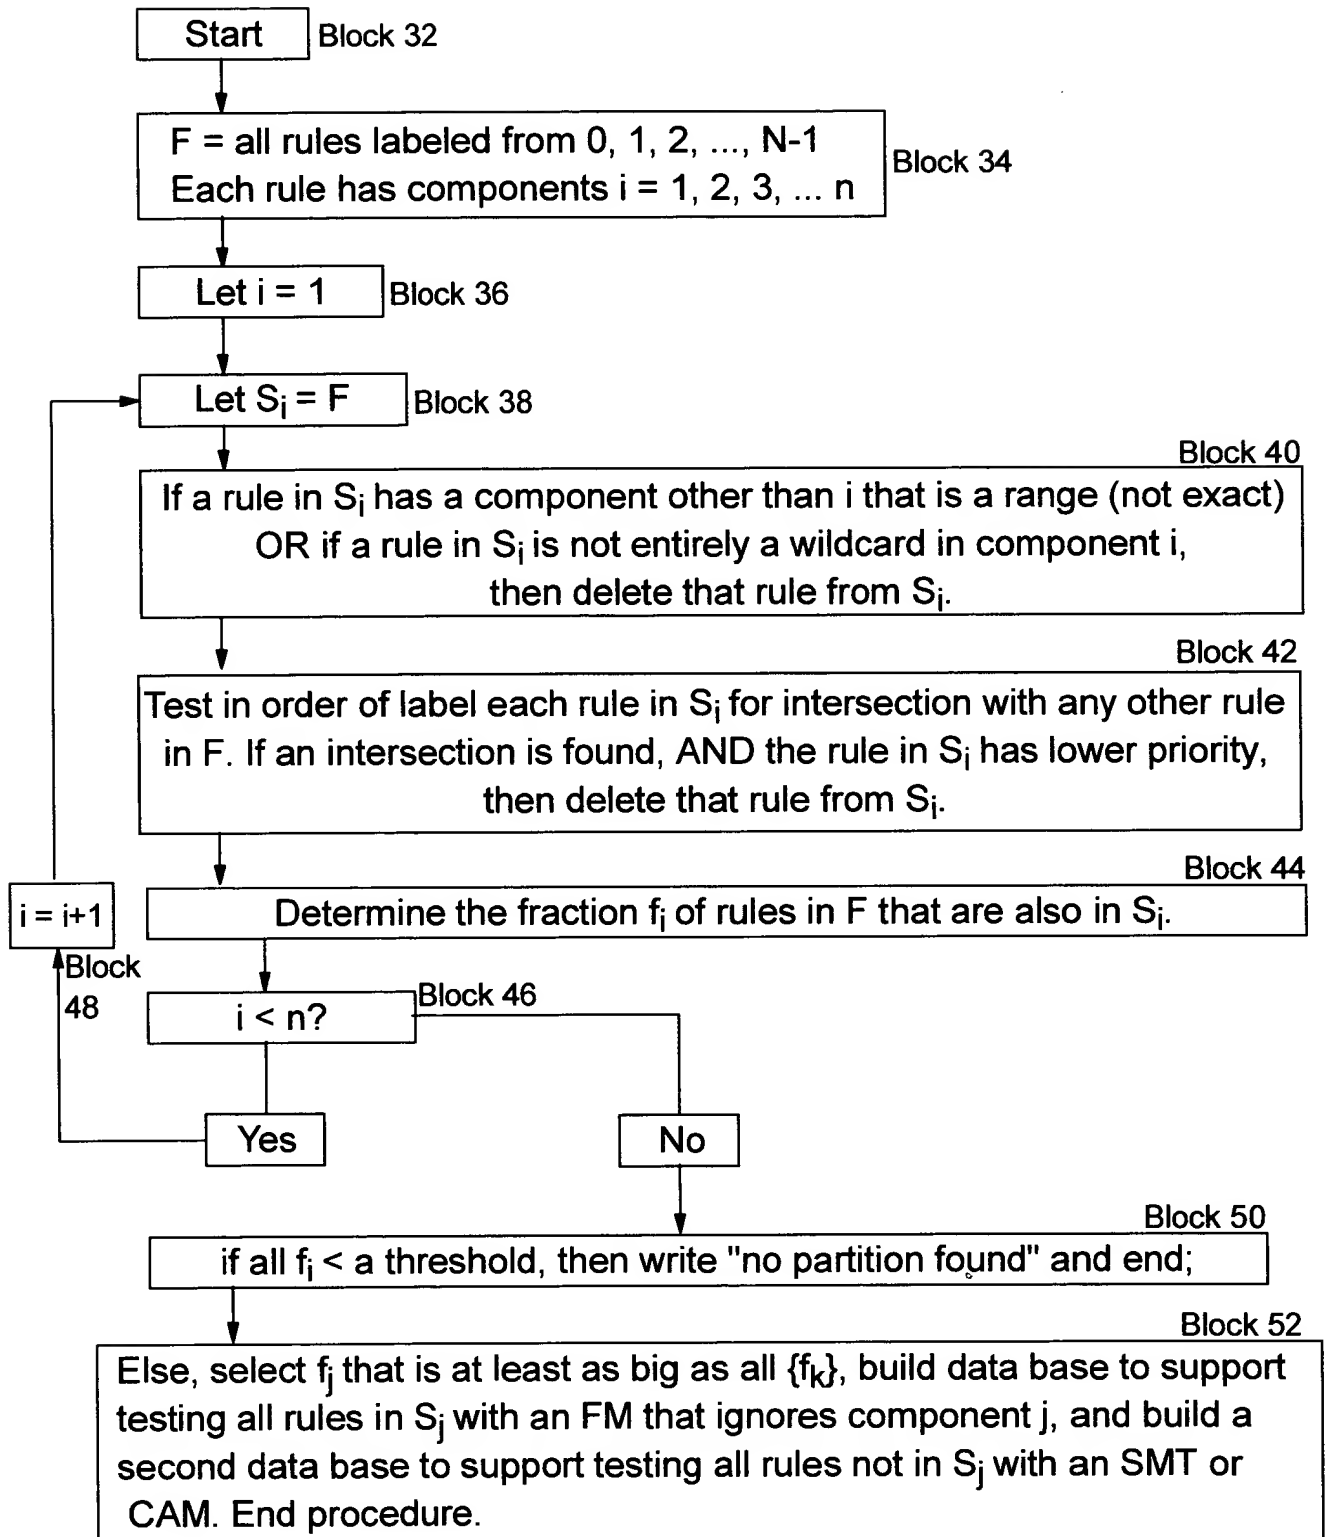 Start
Block 32
F = all rules labeled from 0, 1, 2, ..., N-1
Each rule has components i = 1, 2, 3, ... n
Block 34
Let i = 1
Block 36
Let Si = F
Block 38
Block 40
If a rule in Si has a component other than i that is a range (not exact)
OR if a rule in Si is not entirely a wildcard in component i,
then delete that rule from Si.
Block 42
Test in order of label each rule in Si for intersection with any other rule
in F. If an intersection is found, AND the rule in Si has lower priority,
then delete that rule from Si.
Block 44
Determine the fraction fi of rules in F that are also in Si.
i = i+1
Block
48
Block 46
i < n?
Yes
No
Block 50
if all fi < a threshold, then write "no partition found" and end;
Block 52
Else, select fj that is at least as big as all {fk}, build data base to support
testing all rules in Sj with an FM that ignores component j, and build a
second data base to support testing all rules not in Sj with an SMT or
CAM. End procedure.